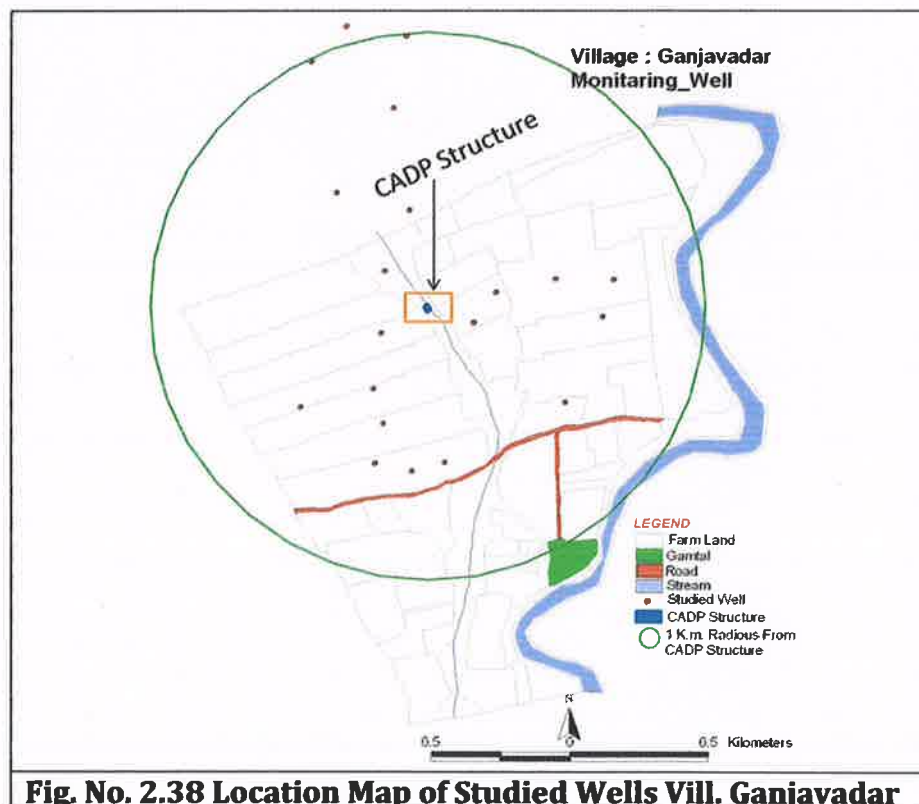 Village : Ganjavadar
Monitaring_Well
CADP Structure
LEGEND
Farm Land
Gamtal
Road
Stream
Studied Well
CADP Structure
1 K.m. Radious From
CADP Structure
N
0.5 0 0.5 Kilometers
Fig. No. 2.38 Location Map of Studied Wells Vill. Ganjavadar